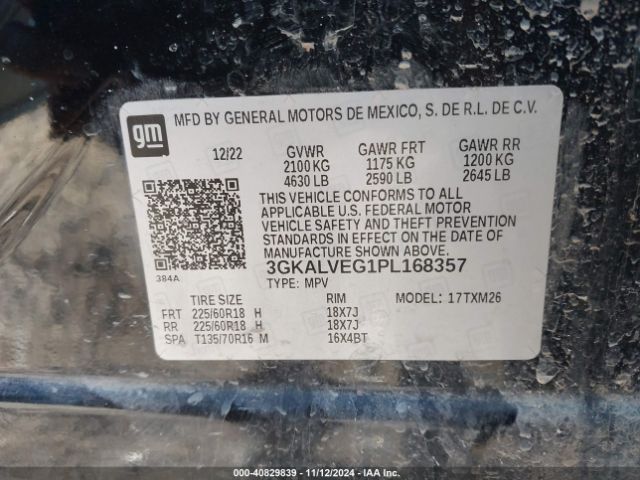 gm
MFD BY GENERAL MOTORS DE MEXICO, S. DE R.L. DE C.V.
12/22 GVWR GAWR FRT GAWR RR
2100 KG 1175 KG 1200 KG
4630 LB 2590 LB 2645 LB
THIS VEHICLE CONFORMS TO ALL
APPLICABLE U.S. FEDERAL MOTOR
VEHICLE SAFETY AND THEFT PREVENTION
STANDARDS IN EFFECT ON THE DATE OF
MANUFACTURE SHOWN ABOVE.
384A
3GKALVEG1PL168357
TYPE: MPV
TIRE SIZE RIM MODEL: 17TXM26
FRT 225/60R18 H 18X7J
RR 225/60R18 H 18X7J
SPA T135/70R16 M 16X4BT
000-40829839 - 11/12/2024 - IAA Inc.